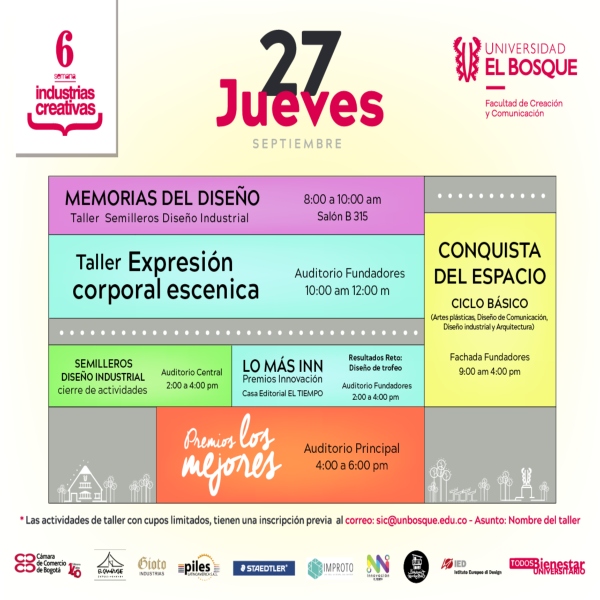 6
semana
industrias
creativas
27
Jueves
SEPTIEMBRE
UNIVERSIDAD
EL BOSQUE
Facultad de Creación
y Comunicación
MEMORIAS DEL DISEÑO
Taller Semilleros Diseño Industrial
8:00 a 10:00 am
Salón B 315
Taller Expresión
corporal escenica
Auditorio Fundadores
10:00 am 12:00 m
CONQUISTA
DEL ESPACIO
CICLO BÁSICO
(Artes plásticas, Diseño de Comunicación,
Diseño industrial y Arquitectura)
Fachada Fundadores
9:00 am 4:00 pm
SEMILLEROS
DISEÑO INDUSTRIAL
cierre de actividades
Auditorio Central
2:00 a 4:00 pm
LO MÁS INN
Premios Innovación
Casa Editorial EL TIEMPO
Resultados Reto:
Diseño de trofeo
Auditorio Fundadores
2:00 a 4:00 pm
Premios los
mejores
Auditorio Principal
4:00 a 6:00 pm
* Las actividades de taller con cupos limitados, tienen una inscripción previa al correo: sic@unbosque.edu.co - Asunto: Nombre del taller
Cámara
de Comercio
de Bogotá
Gioto
INDUSTRIAS
piles
STAEDTLER
IMPROTO
IED
Istituto Europeo di Design
TODOS Bienestar
UNIVERSITARIO